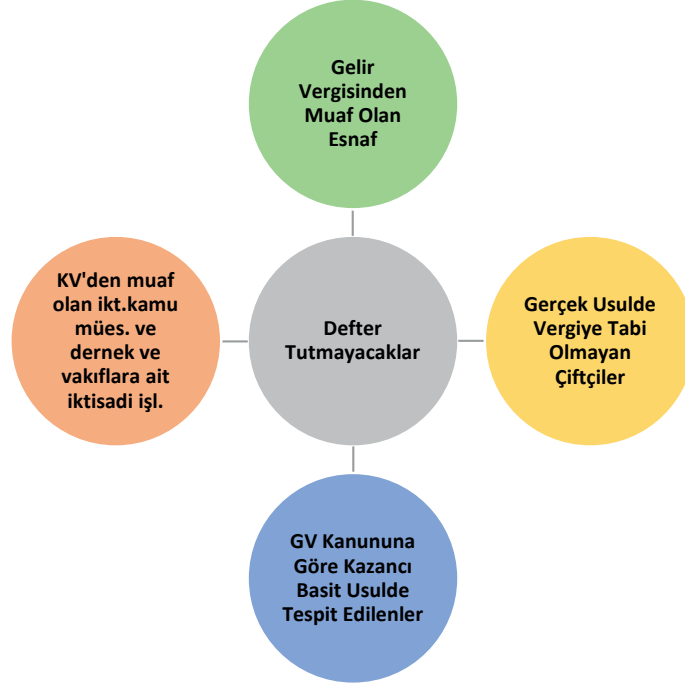 Gelir
Vergisinden
Muaf Olan
Esnaf
KV'den muaf
olan ikt.kamu
mües. ve
dernek ve
vakıflara ait
iktisadi işl.
Defter
Tutmayacaklar
Gerçek Usulde
Vergiye Tabi
Olmayan
Çiftçiler
GV Kanununa
Göre Kazancı
Basit Usulde
Tespit Edilenler